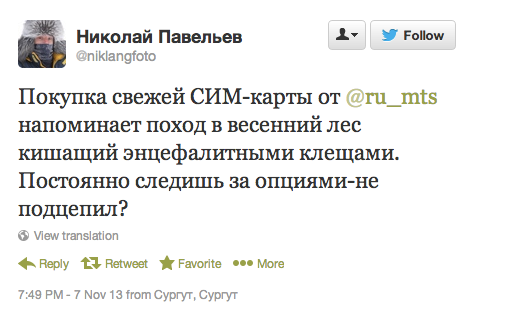 Николай Павельев
Follow
@niklangfoto
Покупка свежей СИМ-карты от @ru_mts
напоминает поход в весенний лес
кишащий энцефалитными клещами.
Постоянно следишь за опциями-не
подцепил?
View translation
Reply Retweet Favorite More
7:49 PM - 7 Nov 13 from Сургут, Сургут